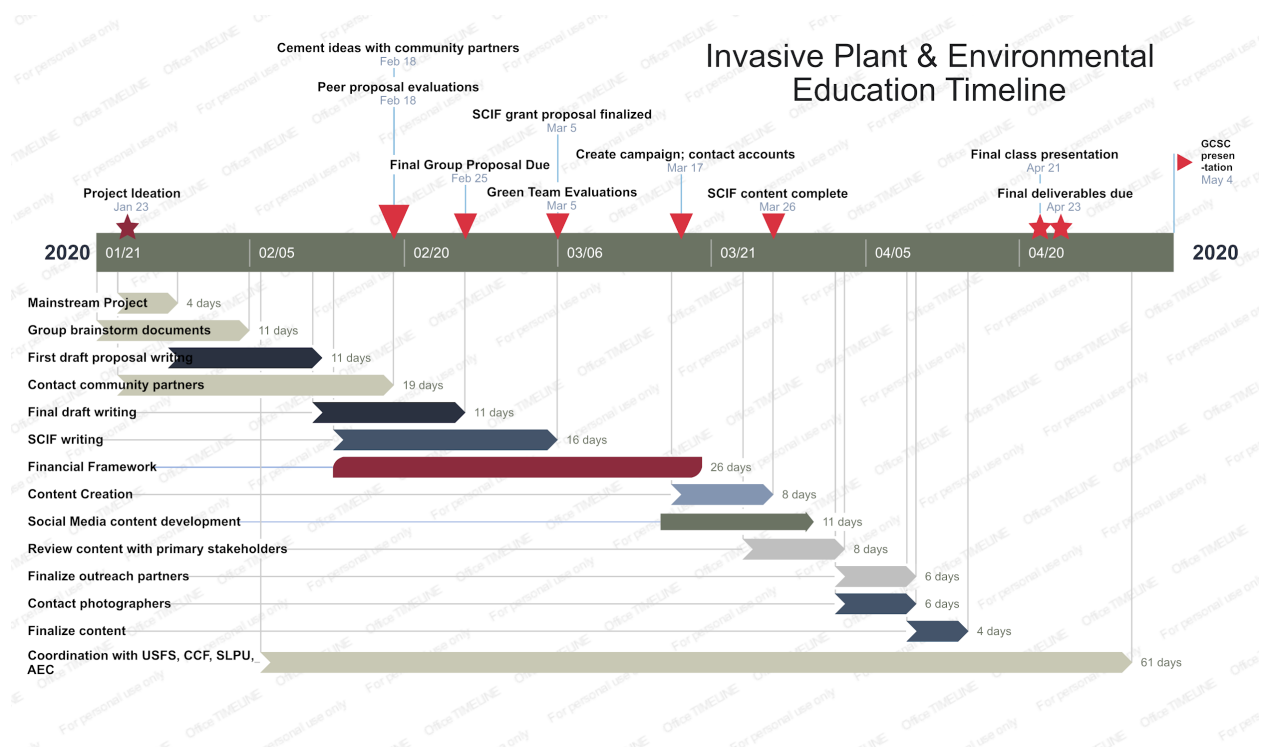 Invasive Plant & Environmental
Education Timeline
Cement ideas with community partners
Feb 18
Peer proposal evaluations
Feb 18
SCIF grant proposal finalized
Mar 5
Final Group Proposal Due
Feb 25
Create campaign; contact accounts
Mar 17
Final class presentation
Apr 21
GCSC
presen
-tation
May 4
Project Ideation
Jan 23
Green Team Evaluations
Mar 5
SCIF content complete
Mar 26
Final deliverables due
Apr 23
2020 01/21 02/05 02/20 03/06 03/21 04/05 04/20 2020
Mainstream Project 4 days
Group brainstorm documents 11 days
First draft proposal writing 11 days
Contact community partners 19 days
Final draft writing 11 days
SCIF writing 16 days
Financial Framework 26 days
Content Creation 8 days
Social Media content development 11 days
Review content with primary stakeholders 8 days
Finalize outreach partners 6 days
Contact photographers 6 days
Finalize content 4 days
Coordination with USFS, CCF, SLPU,
AEC 61 days
For personal use only
Office TIMELINE